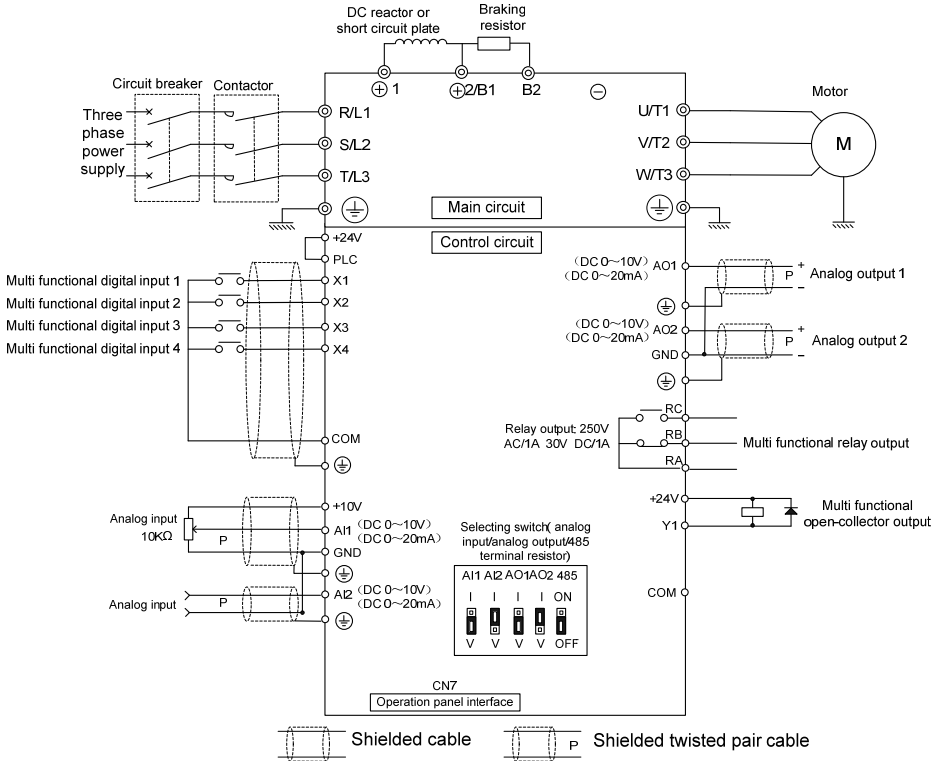 DC reactor or
short circuit plate
Braking
resistor
+ 1
+ 2/B1
B2
−
Circuit breaker
Contactor
Motor
Three
phase
power
supply
R/L1
S/L2
T/L3
U/T1
V/T2
W/T3
M
Main circuit
Control circuit
+24V
PLC
Multi functional digital input 1
X1
Multi functional digital input 2
X2
Multi functional digital input 3
X3
Multi functional digital input 4
X4
COM
(DC 0～10V)
(DC 0～20mA)
AO1
+
P
−
Analog output 1
(DC 0～10V)
(DC 0～20mA)
AO2
GND
+
P
−
Analog output 2
Relay output: 250V
AC/1A 30V DC/1A
RC
RB
RA
Multi functional relay output
+24V
Y1
Multi functional
open-collector output
COM
+10V
Analog input
10KΩ
P
AI1
(DC 0～10V)
(DC 0～20mA)
GND
Analog input
P
AI2
(DC 0～10V)
(DC 0～20mA)
Selecting switch( analog
input/analog output/485
terminal resistor)
AI1 AI2 AO1 AO2 485
I I I I ON
V V V V OFF
CN7
Operation panel interface
Shielded cable
P
Shielded twisted pair cable